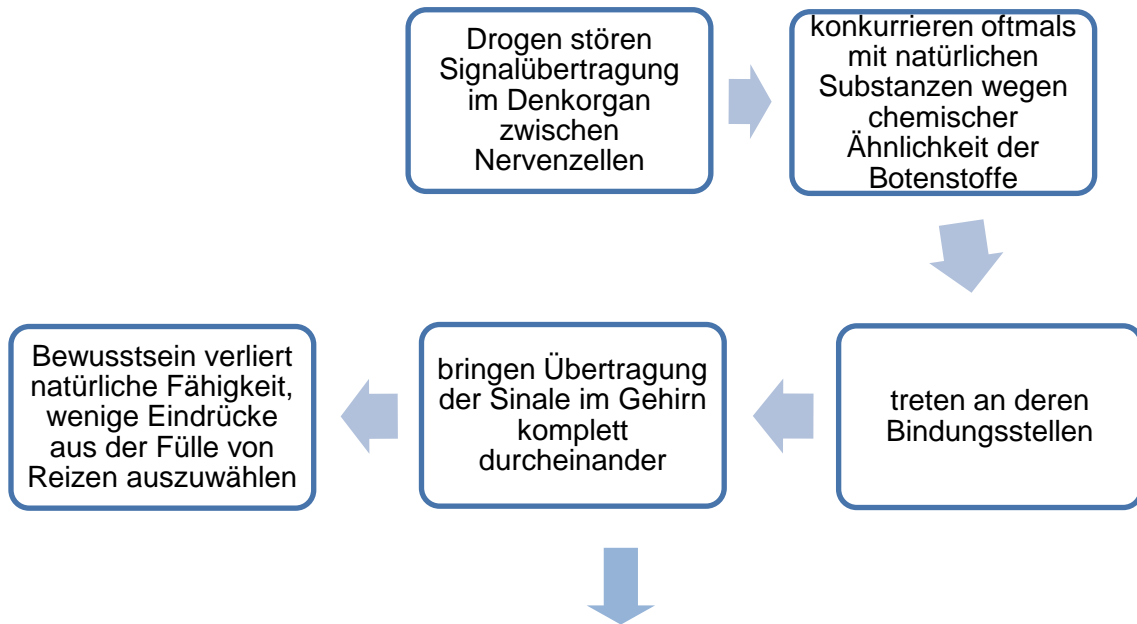 Drogen stören
Signalübertragung
im Denkorgan
zwischen
Nervenzellen
konkurrieren oftmals
mit natürlichen
Substanzen wegen
chemischer
Ähnlichkeit der
Botenstoffe
treten an deren
Bindungsstellen
bringen Übertragung
der Sinale im Gehirn
komplett
durcheinander
Bewusstsein verliert
natürliche Fähigkeit,
wenige Eindrücke
aus der Fülle von
Reizen auszuwählen